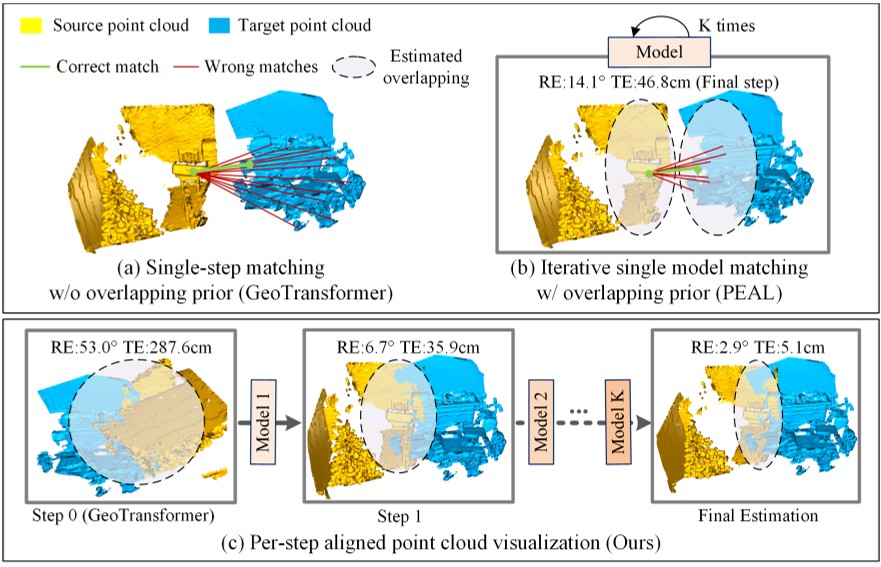 Source point cloud
Target point cloud
Correct match
Wrong matches
Estimated
overlapping
(a) Single-step matching
w/o overlapping prior (GeoTransformer)
K times
Model
RE:14.1° TE:46.8cm (Final step)
(b) Iterative single model matching
w/ overlapping prior (PEAL)
RE:53.0° TE:287.6cm
Step 0 (GeoTransformer)
Model 1
RE:6.7° TE:35.9cm
Step 1
Model 2
...
Model K
RE:2.9° TE:5.1cm
Final Estimation
(c) Per-step aligned point cloud visualization (Ours)